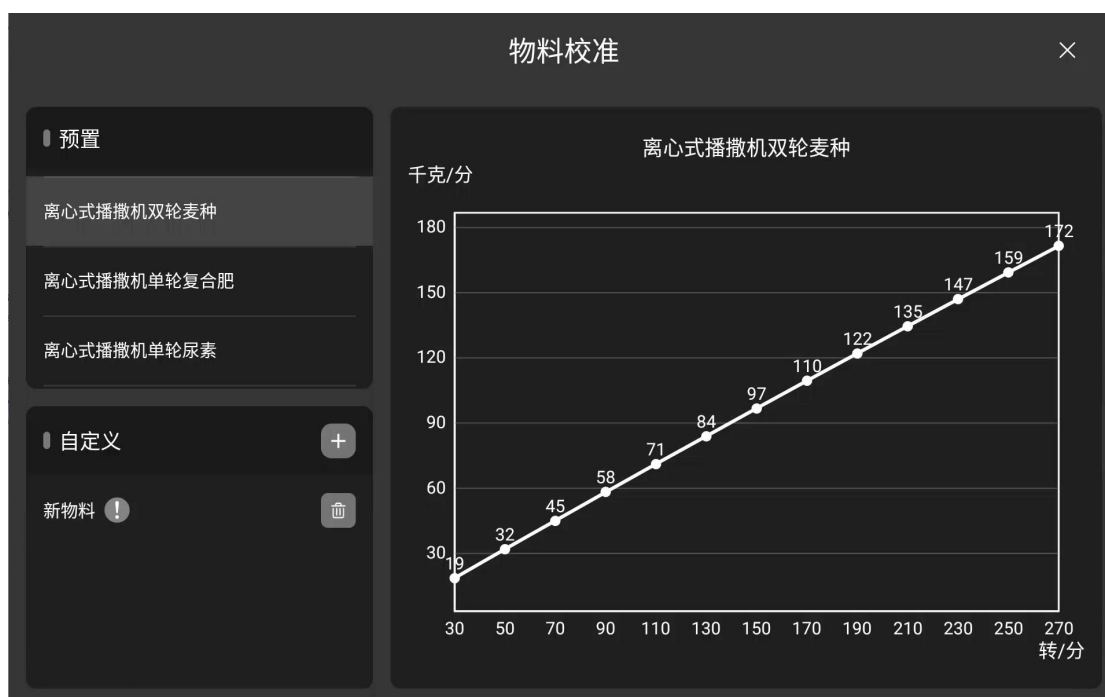 物料校准
预置
离心式播撒机双轮麦种
离心式播撒机单轮复合肥
离心式播撒机单轮尿素
自定义
新物料
离心式播撒机双轮麦种
千克/分
180
150
120
90
60
30
19
32
45
58
71
84
97
110
122
135
147
159
172
30 50 70 90 110 130 150 170 190 210 230 250 270
转/分